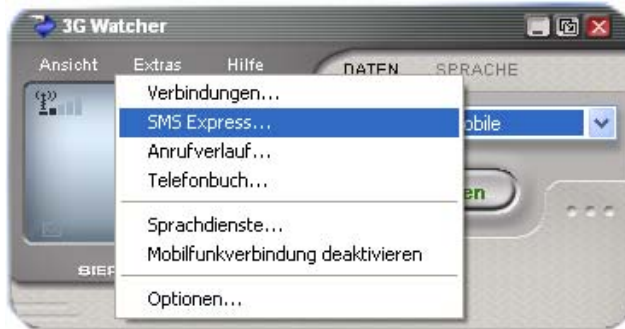 3G Watcher
Ansicht Extras Hilfe DATEN SPRACHE
Verbindungen...
SMS Express...
Anrufverlauf...
Telefonbuch...
Sprachdienste...
Mobilfunkverbindung deaktivieren
Optionen...